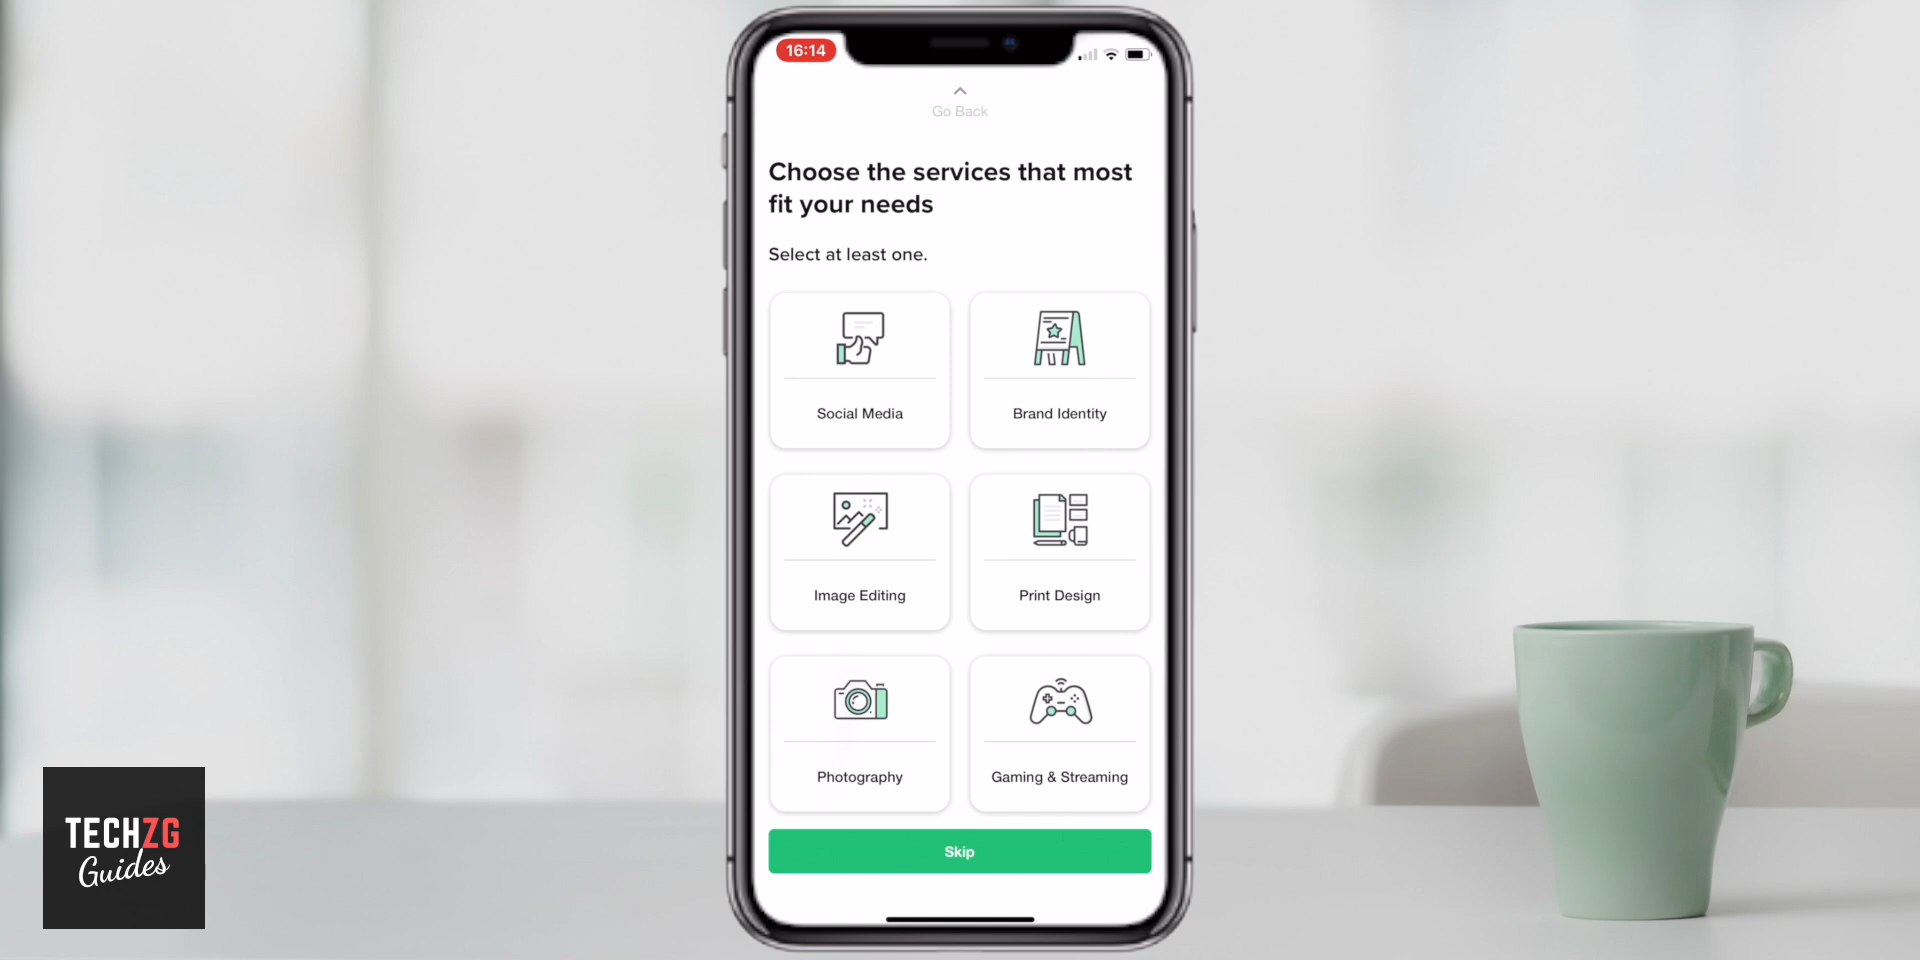 16:14
Go Back
Choose the services that most
fit your needs
Select at least one.
Social Media
Brand Identity
Image Editing
Print Design
Photography
Gaming & Streaming
Skip
TECHZG
Guides